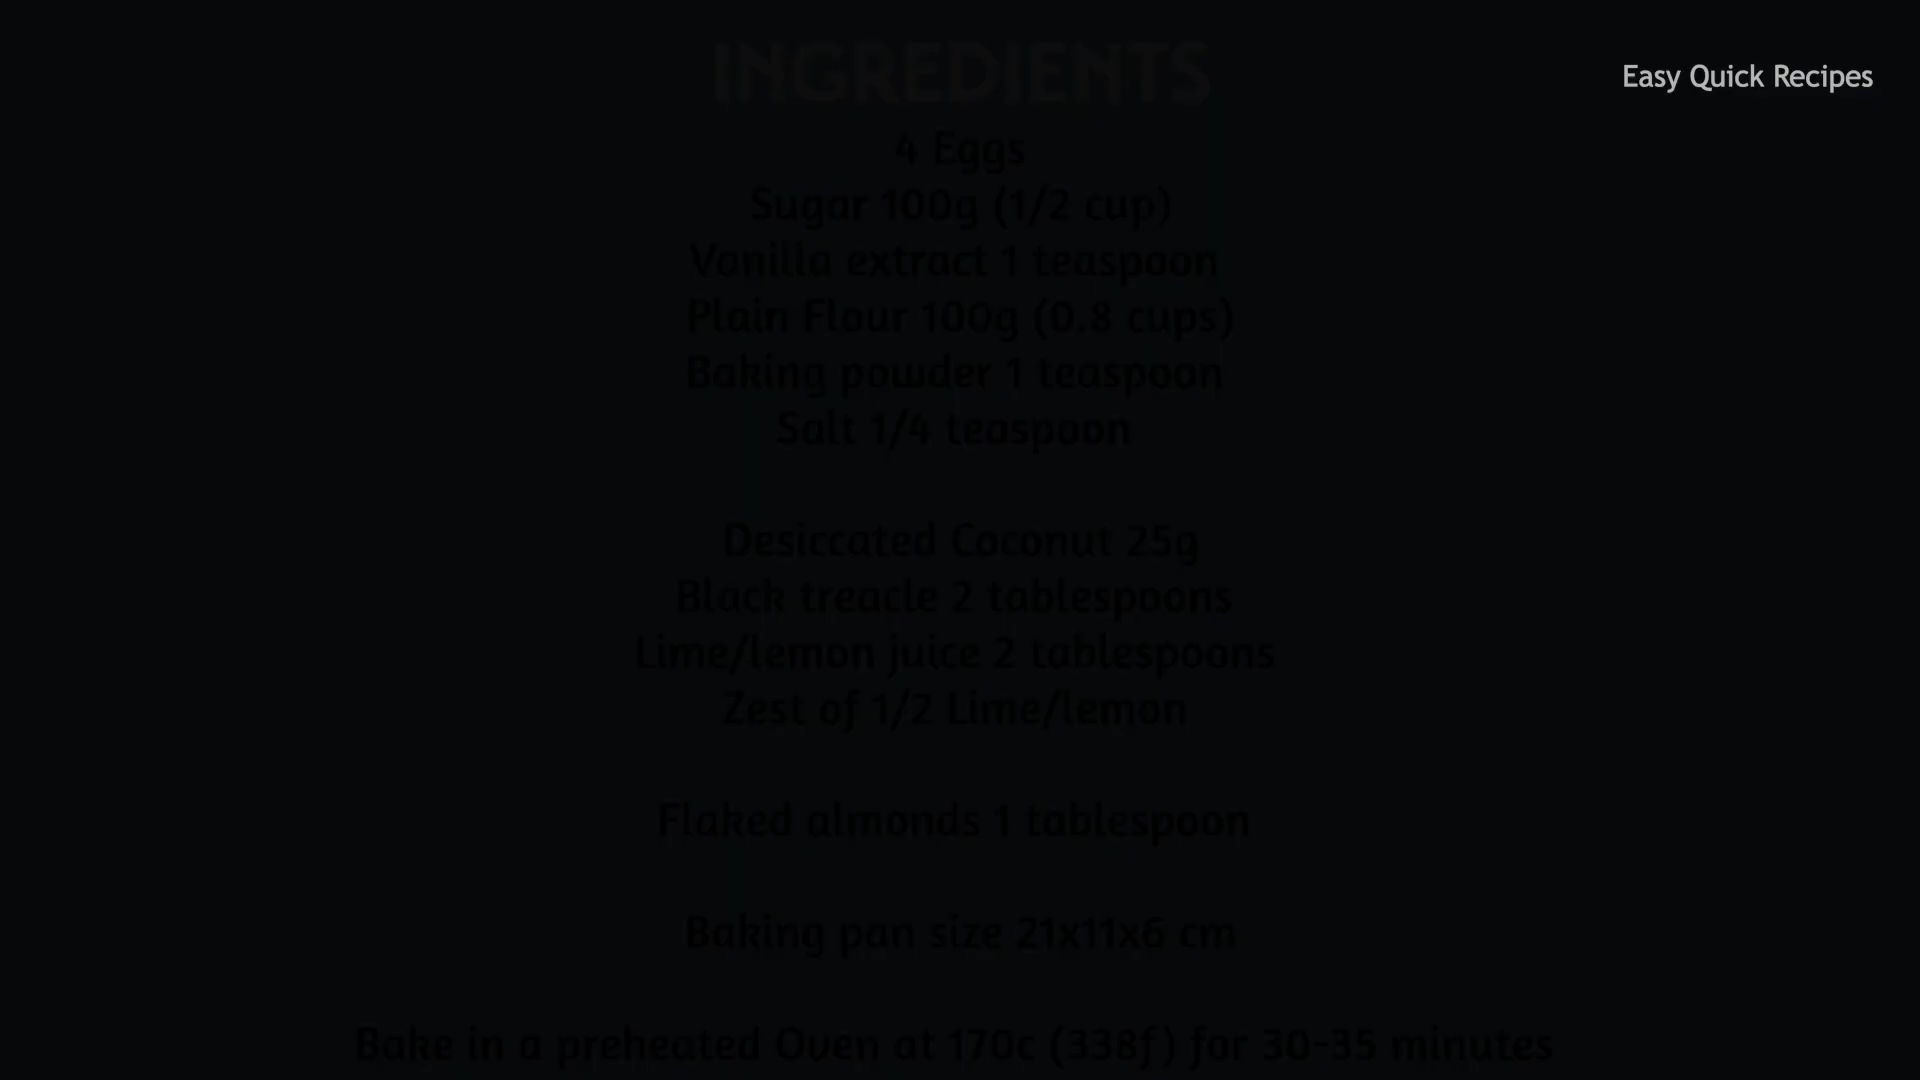 INGREDIENTS
Easy Quick Recipes
4 Eggs
Sugar 100g (1/2 cup)
Vanilla extract 1 teaspoon
Plain Flour 100g (0.8 cups)
Baking powder 1 teaspoon
Salt 1/4 teaspoon
Desiccated Coconut 25g
Black treacle 2 tablespoons
Lime/lemon juice 2 tablespoons
Zest of 1/2 Lime/lemon
Flaked almonds 1 tablespoon
Baking pan size 21x11x6 cm
Bake in a preheated Oven at 170c (338f) for 30-35 minutes